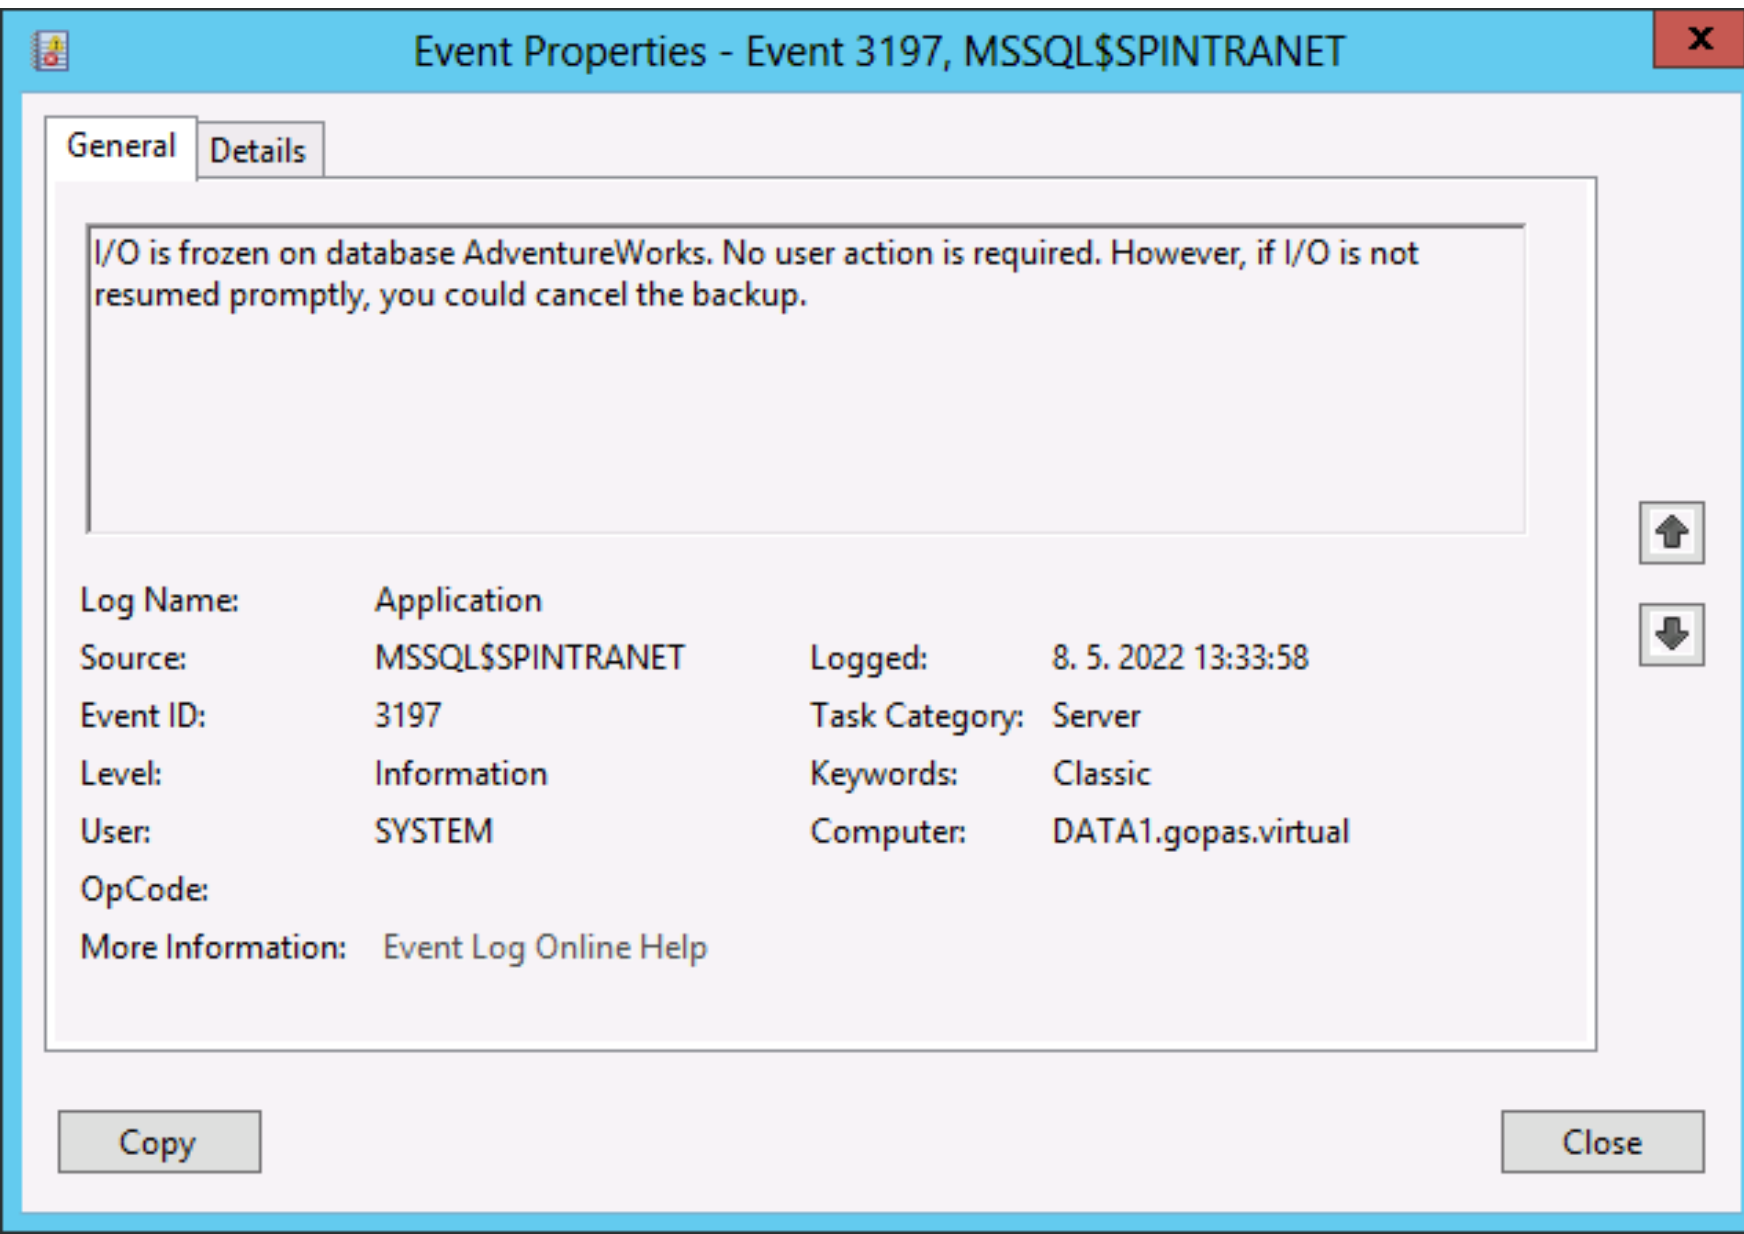 Event Properties - Event 3197, MSSQL$SPINTRANET
x
General Details
I/O is frozen on database AdventureWorks. No user action is required. However, if I/O is not
resumed promptly, you could cancel the backup.
Log Name: Application
Source: MSSQL$SPINTRANET Logged: 8. 5. 2022 13:33:58
Event ID: 3197 Task Category: Server
Level: Information Keywords: Classic
User: SYSTEM Computer: DATA1.gopas.virtual
OpCode:
More Information: Event Log Online Help
Copy Close